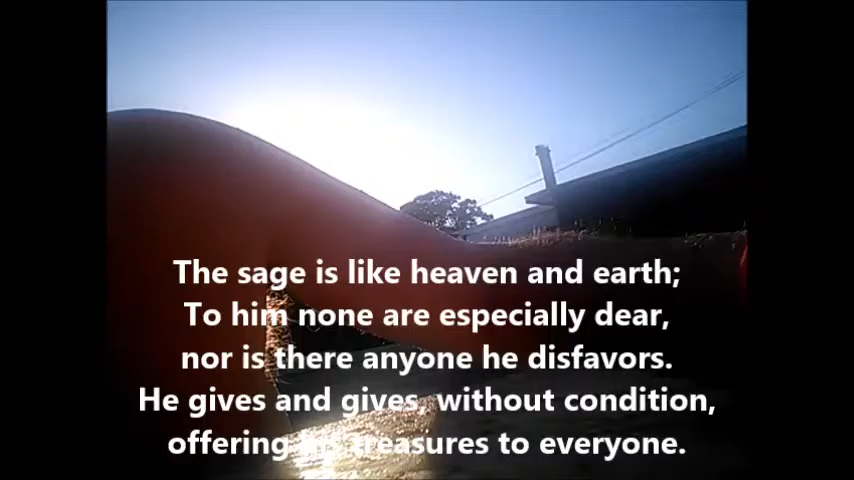 The sage is like heaven and earth;
To him none are especially dear,
nor is there anyone he disfavors.
He gives and gives, without condition,
offering his treasures to everyone.